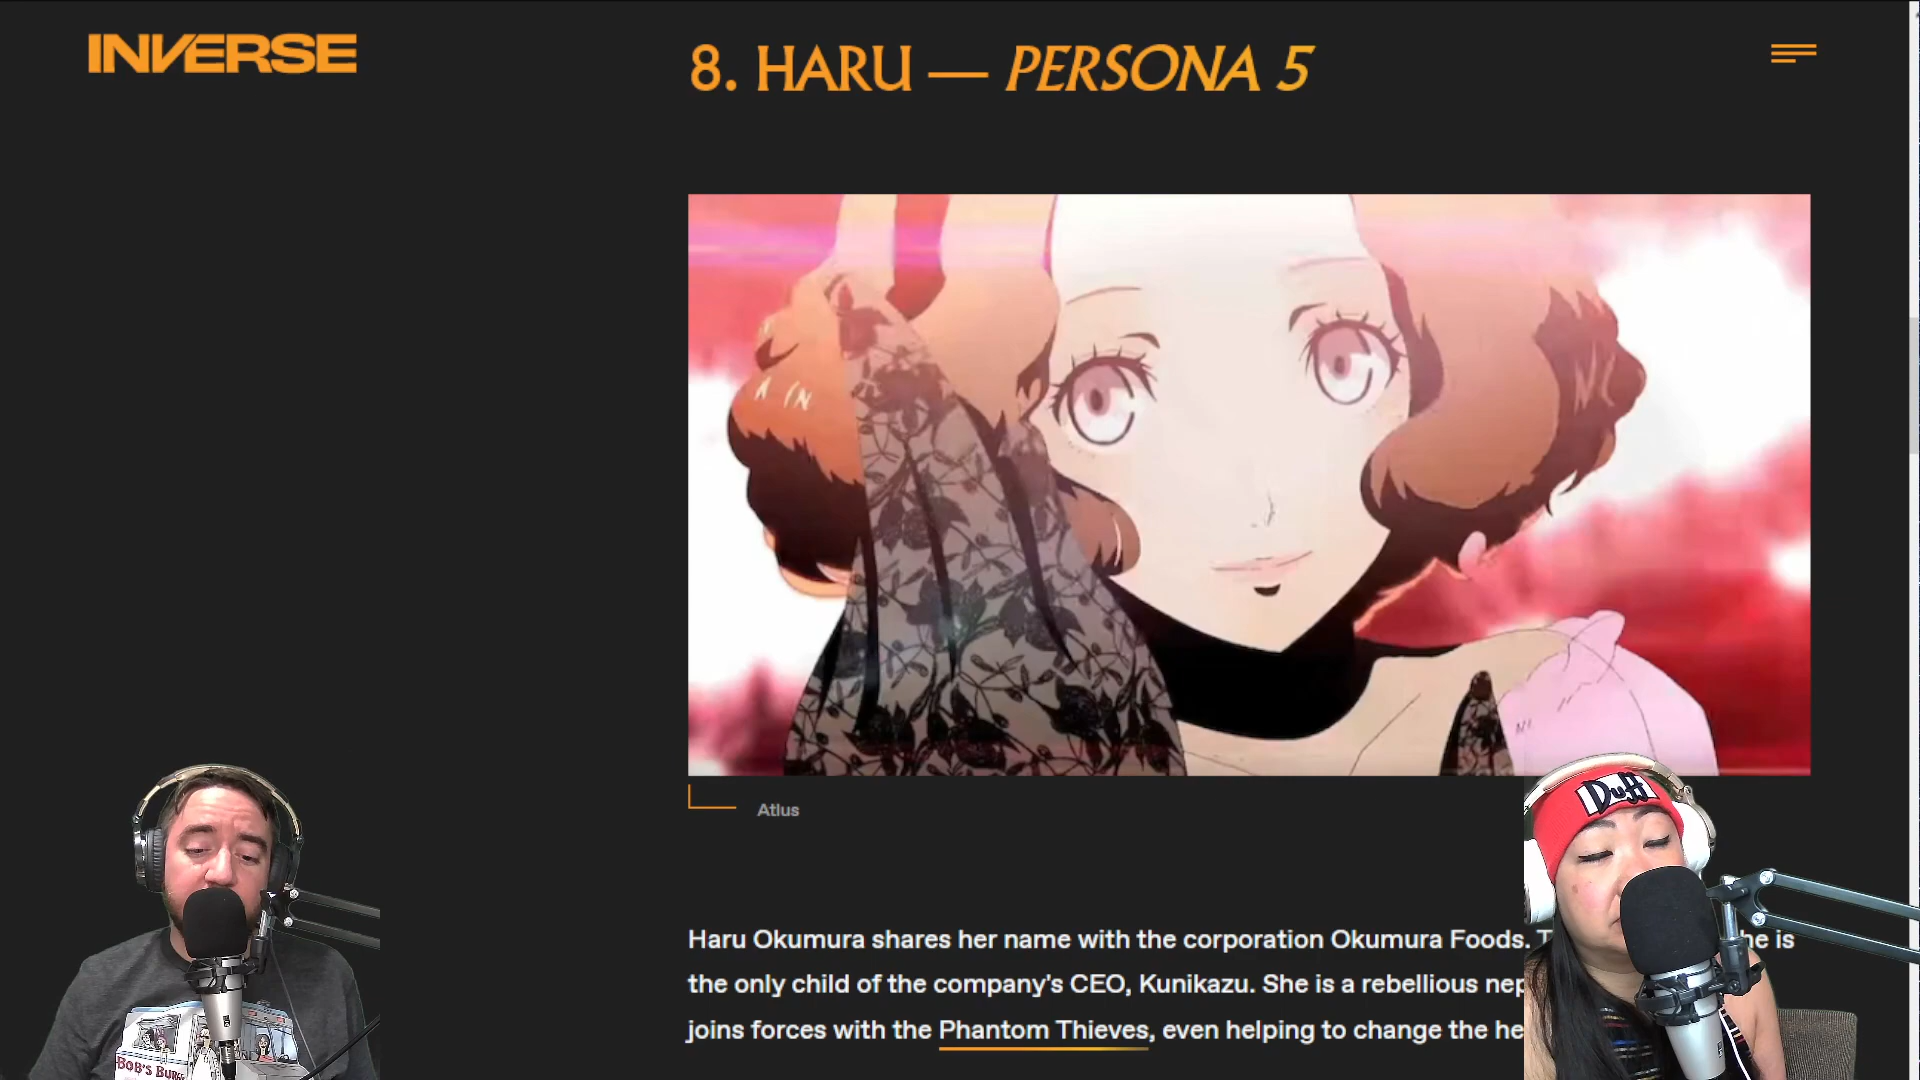 INVERSE
8. HARU — PERSONA 5
Atlus
Duff
Haru Okumura shares her name with the corporation Okumura Foods. he is
the only child of the company's CEO, Kunikazu. She is a rebellious
joins forces with the Phantom Thieves, even helping to change the
BOB'S